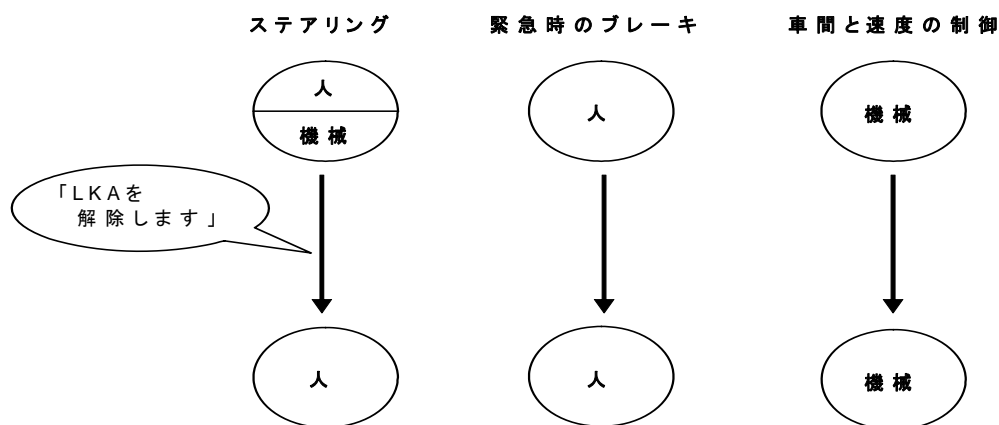 ステアリング
緊急時のブレーキ
車間と速度の制御
人
機械
人
機械
「LKAを
解除します」
人
人
機械